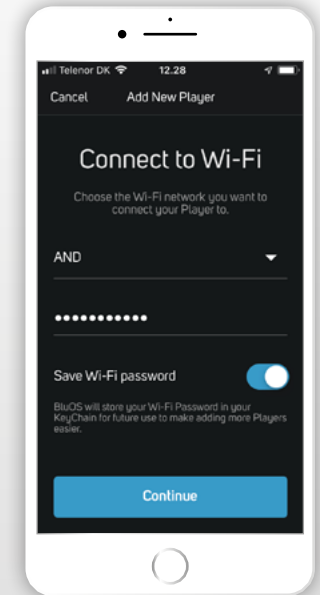 Telenor DK 12.28
Cancel Add New Player
Connect to Wi-Fi
Choose the Wi-Fi network you want to
connect your Player to.
AND
•••••••••••
Save Wi-Fi password
BluOS will store your Wi-Fi Password in your
KeyChain for future use to make adding more Players
easier.
Continue